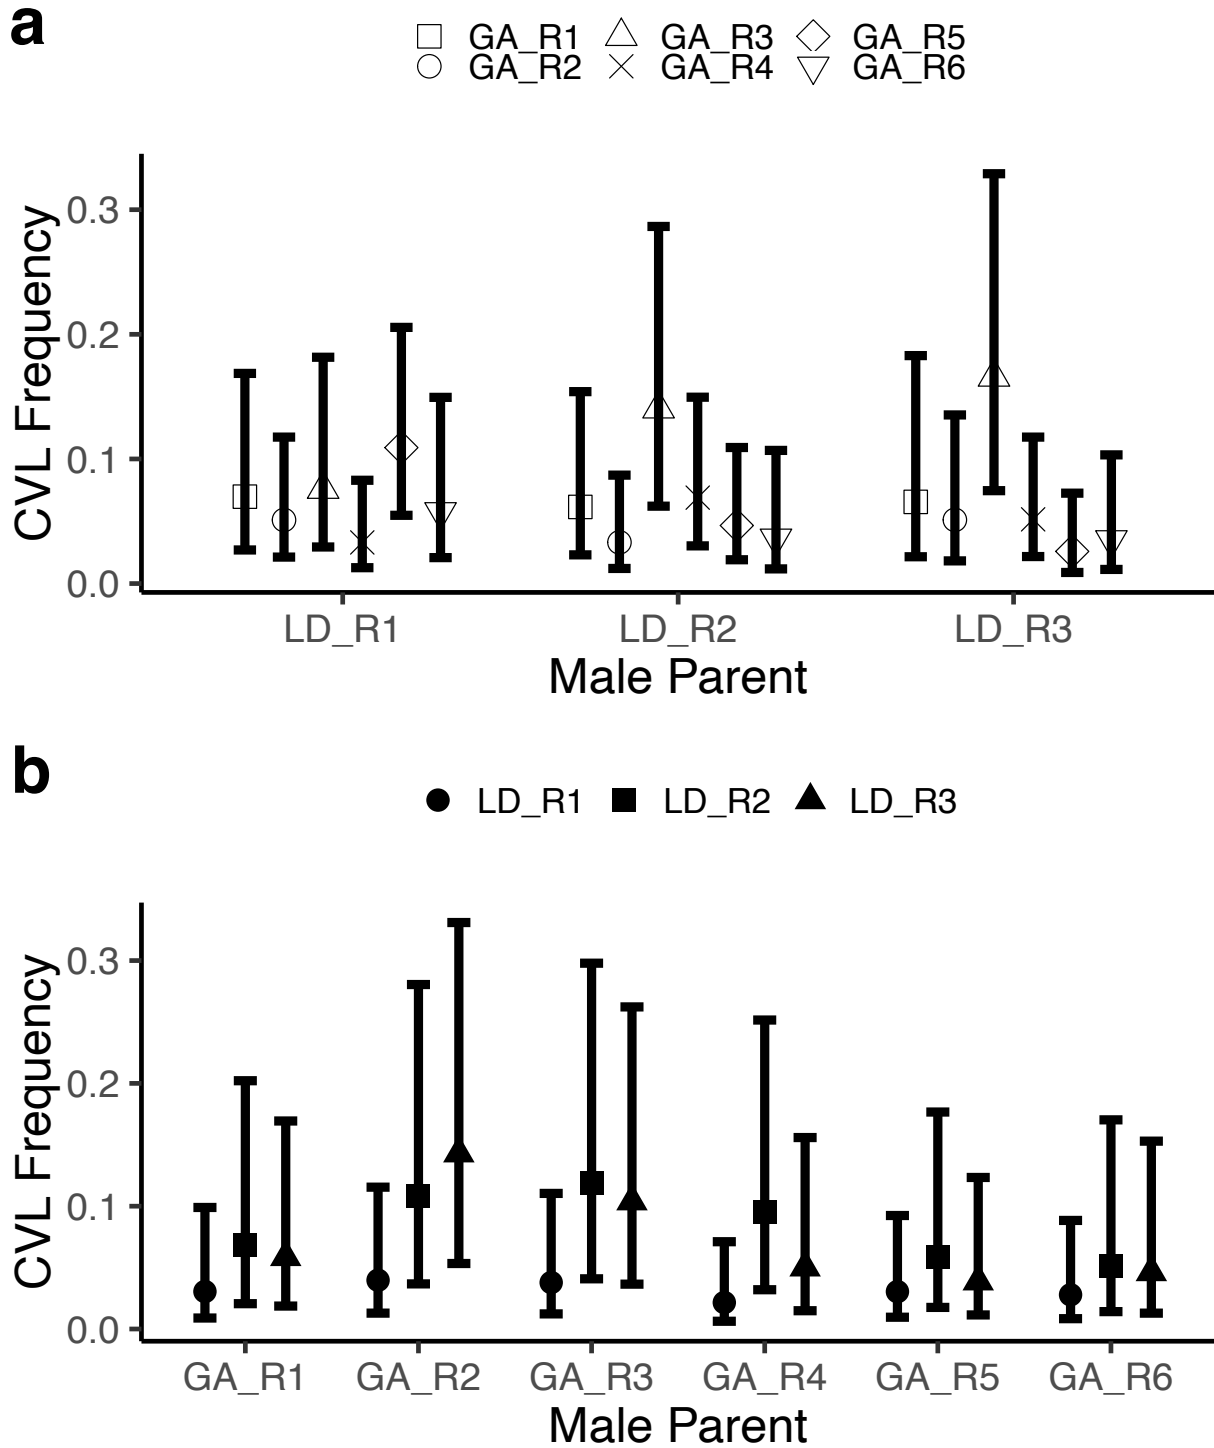 a
GA_R1 GA_R3 GA_R5
GA_R2 GA_R4 GA_R6
CVL Frequency
0.3
0.2
0.1
0.0
LD_R1 LD_R2 LD_R3
Male Parent
b
LD_R1 LD_R2 LD_R3
CVL Frequency
0.3
0.2
0.1
0.0
GA_R1 GA_R2 GA_R3 GA_R4 GA_R5 GA_R6
Male Parent